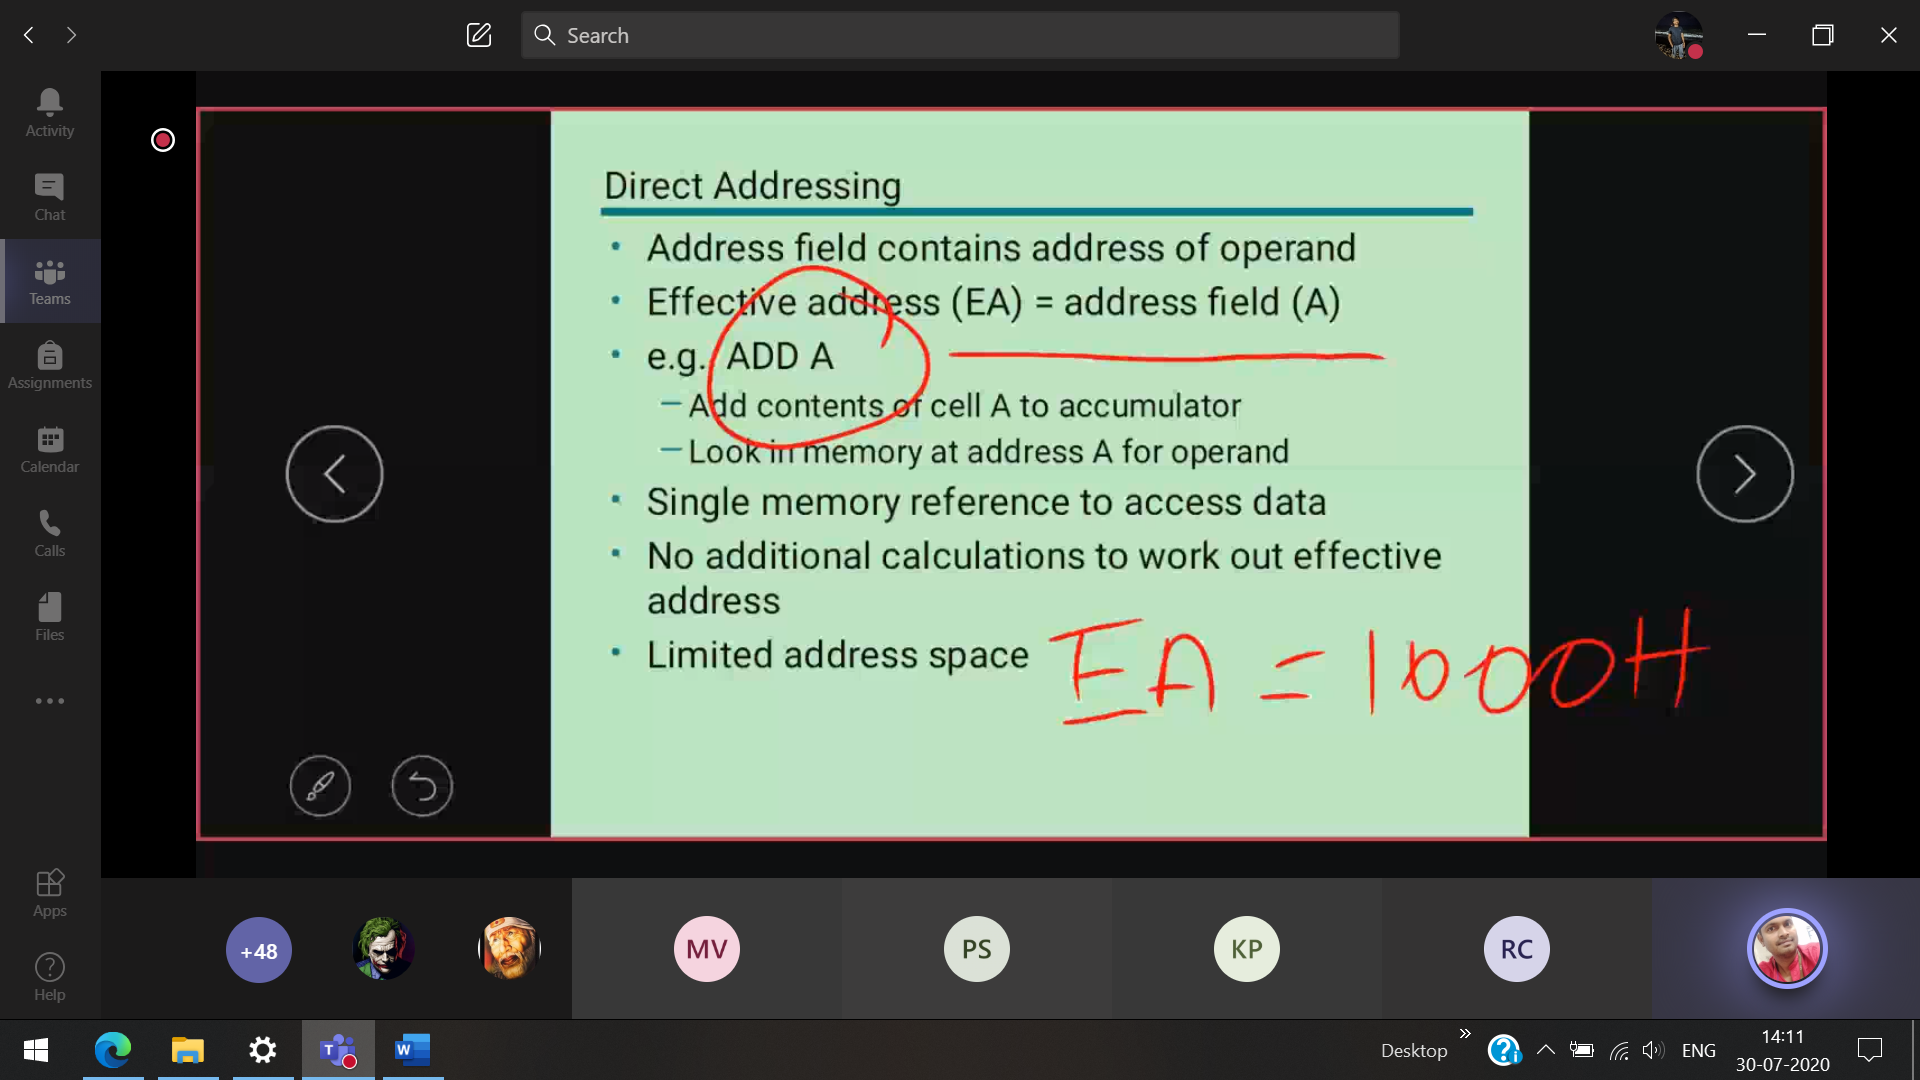 Search
Activity
Chat
Teams
Assignments
Calendar
Calls
Files
Apps
Help
Direct Addressing
• Address field contains address of operand
• Effective address (EA) = address field (A)
• e.g. ADD A
– Add contents of cell A to accumulator
– Look in memory at address A for operand
• Single memory reference to access data
• No additional calculations to work out effective
address
• Limited address space
EA = 1000H
+48
MV
PS
KP
RC
Desktop
ENG
14:11
30-07-2020